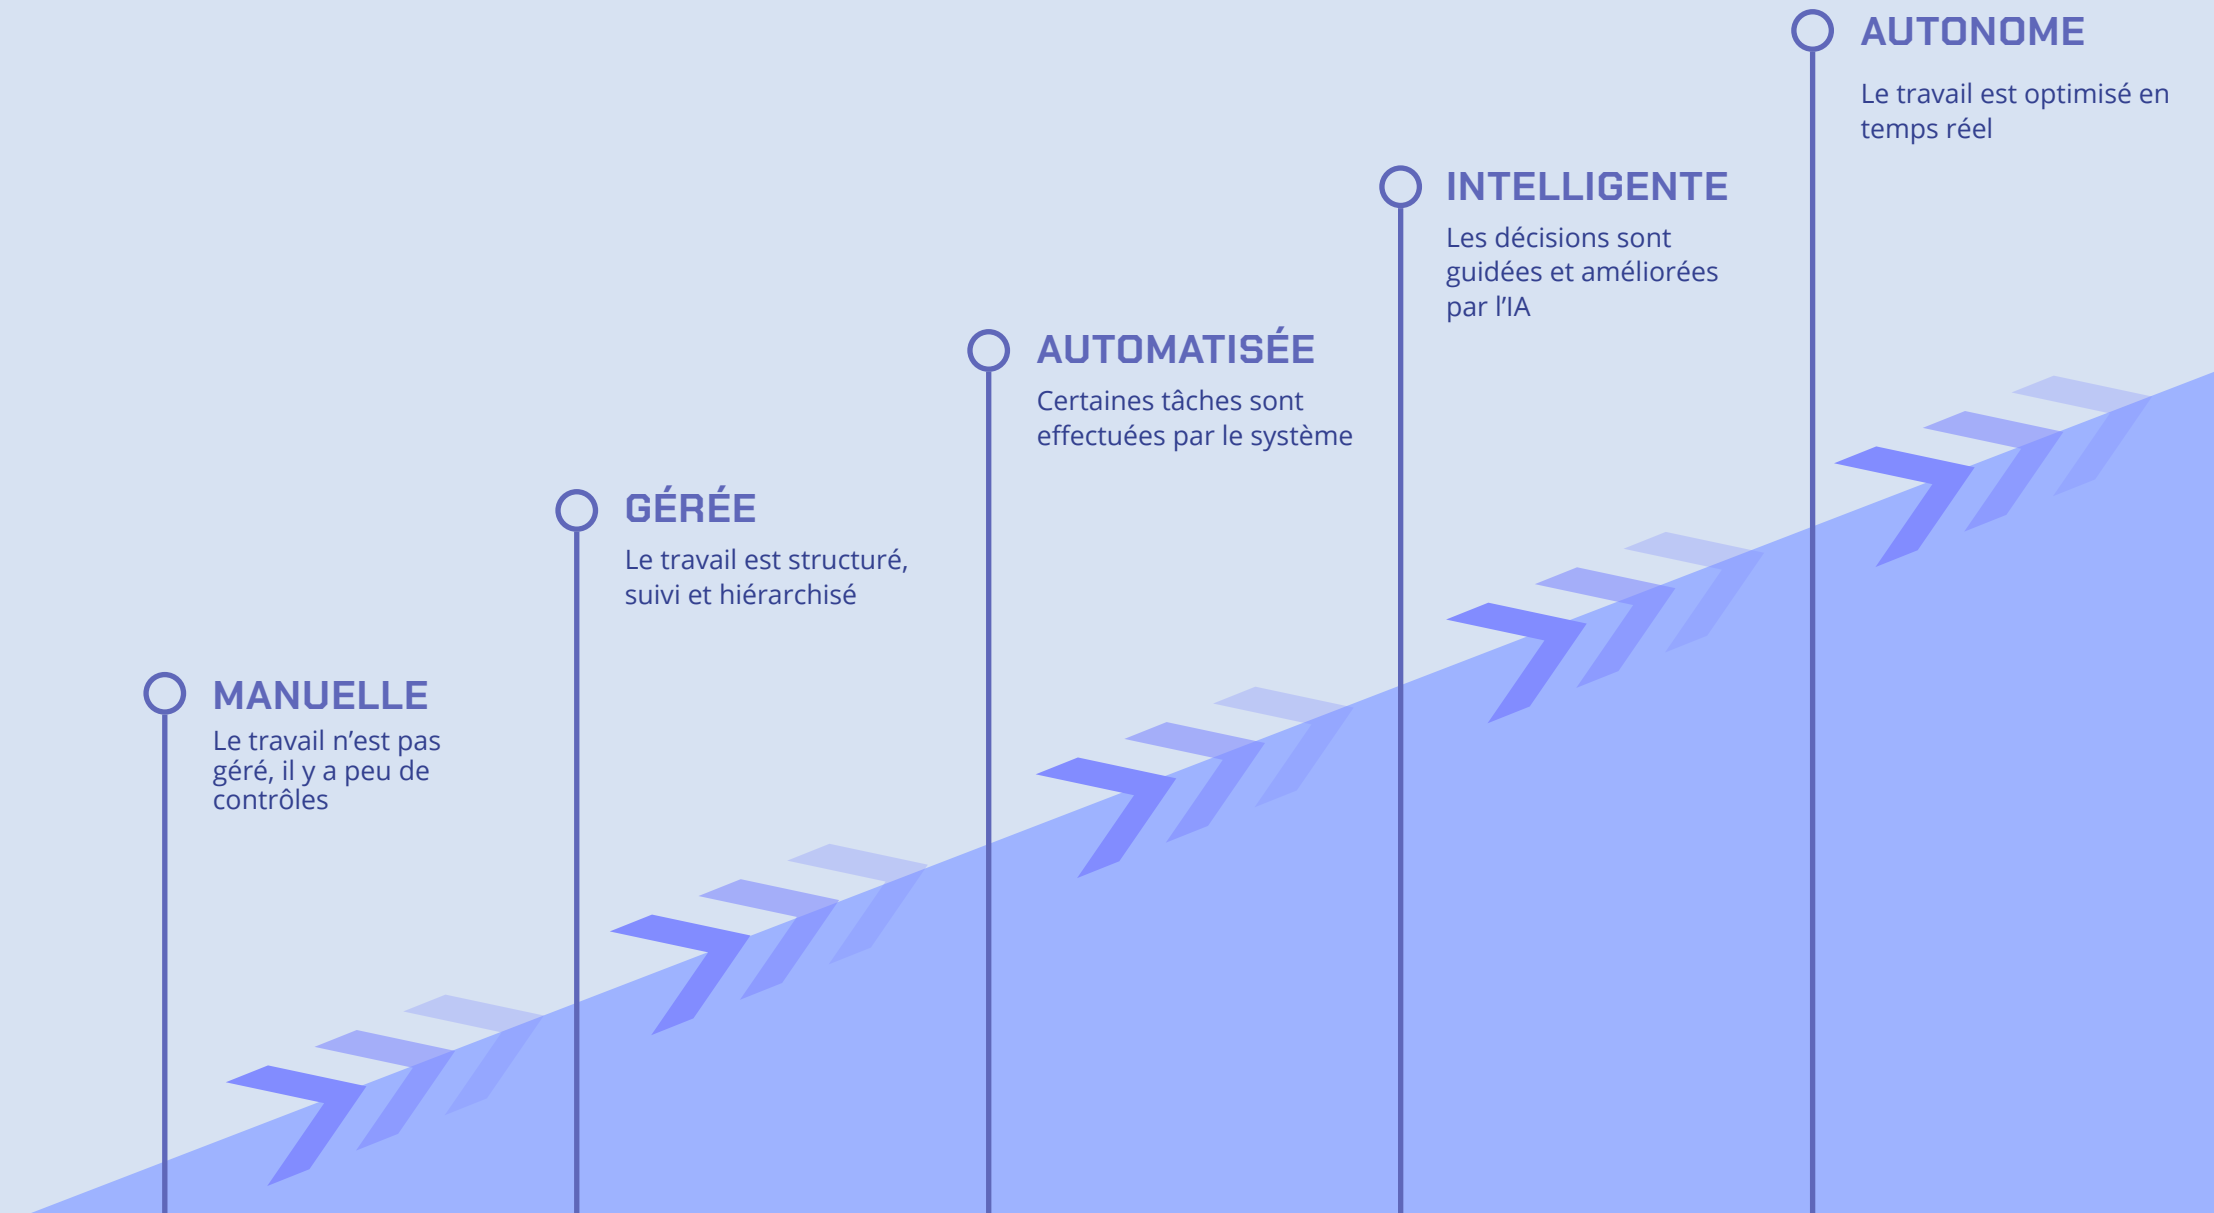 MANUELLE
Le travail n’est pas
géré, il y a peu de
contrôles
GÉRÉE
Le travail est structuré,
suivi et hiérarchisé
AUTOMATISÉE
Certaines tâches sont
effectuées par le système
INTELLIGENTE
Les décisions sont
guidées et améliorées
par l’IA
AUTONOME
Le travail est optimisé en
temps réel